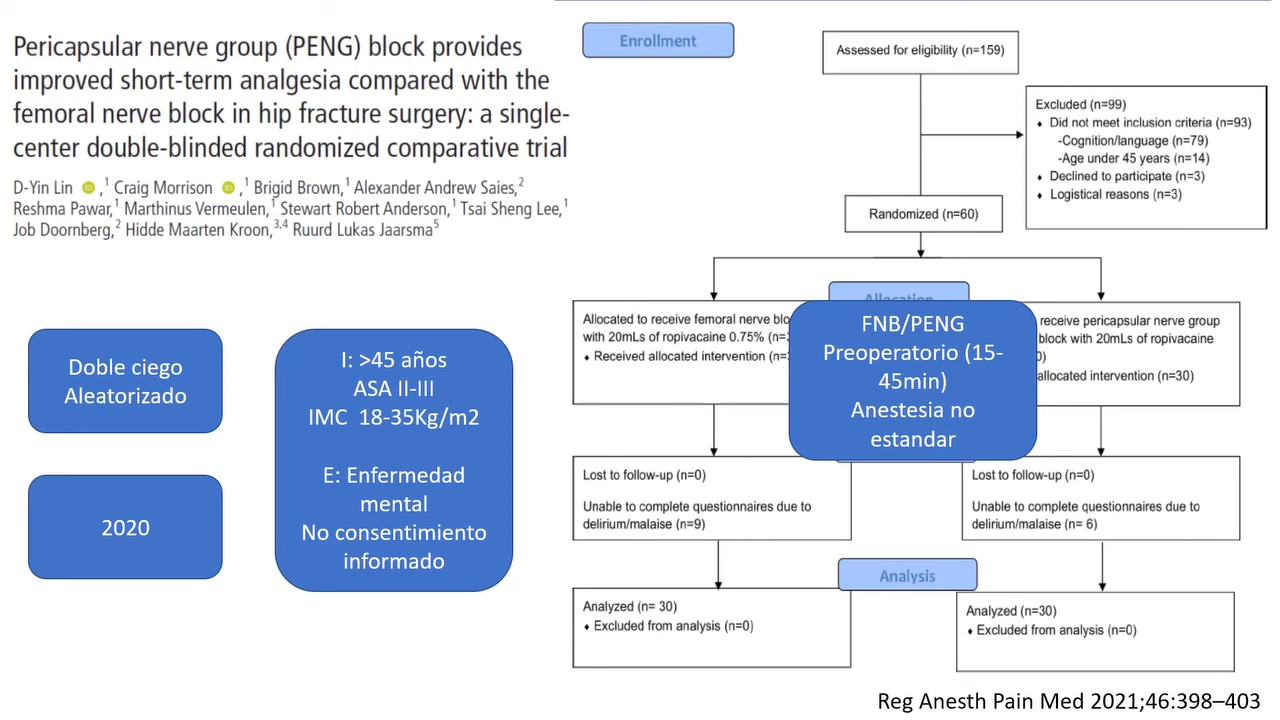 Pericapsular nerve group (PENG) block provides
improved short-term analgesia compared with the
femoral nerve block in hip fracture surgery: a single-
center double-blinded randomized comparative trial
D-Yin Lin ,1 Craig Morrison ,1 Brigid Brown,1 Alexander Andrew Saies,2
Reshma Pawar,1 Marthinus Vermeulen,1 Stewart Robert Anderson,1 Tsai Sheng Lee,1
Job Doornberg,2 Hidde Maarten Kroon,3,4 Ruurd Lukas Jaarsma5
Doble ciego
Aleatorizado
2020
I: >45 años
ASA II-III
IMC 18-35Kg/m2
E: Enfermedad
mental
No consentimiento
informado
Enrollment
Assessed for eligibility (n=159)
Excluded (n=99)
♦ Did not meet inclusion criteria (n=93)
-Cognition/language (n=79)
-Age under 45 years (n=14)
♦ Declined to participate (n=3)
♦ Logistical reasons (n=3)
Randomized (n=60)
Allocation
Allocated to receive femoral nerve
with 20mLs of ropivacaine 0.75%
♦ Received allocated intervention
FNB/PENG
Preoperatorio (15-
45min)
Anestesia no
estandar
receive pericapsular nerve group
block with 20mLs of ropivacaine
allocated intervention (n=30)
Lost to follow-up (n=0)
Unable to complete questionnaires due to
delirium/malaise (n=9)
Lost to follow-up (n=0)
Unable to complete questionnaires due to
delirium/malaise (n= 6)
Analysis
Analyzed (n= 30)
♦ Excluded from analysis (n=0)
Analyzed (n=30)
♦ Excluded from analysis (n=0)
Reg Anesth Pain Med 2021;46:398–403